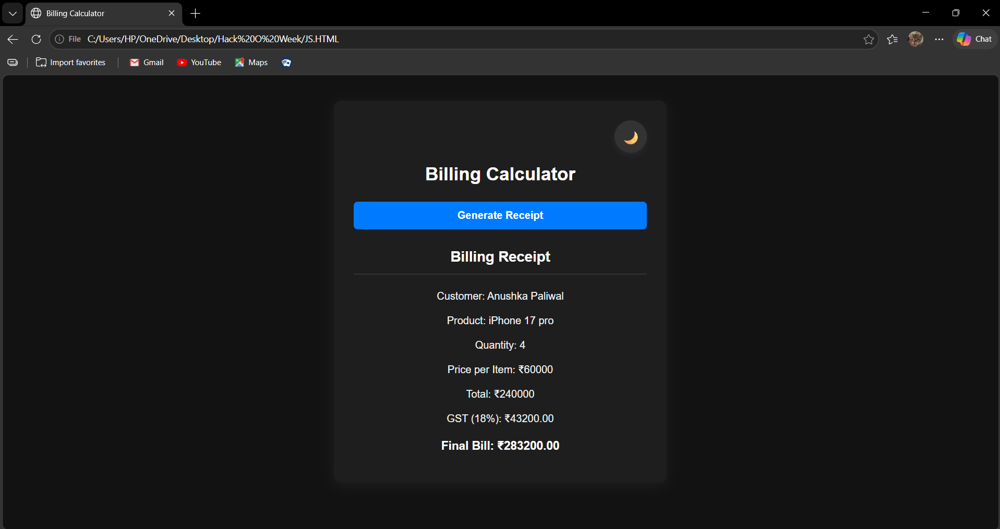 Billing Calculator
File C:/Users/HP/OneDrive/Desktop/Hack%20O%20Week/JS.HTML
Chat
Import favorites
Gmail
YouTube
Maps
Billing Calculator
Generate Receipt
Billing Receipt
Customer: Anushka Paliwal
Product: iPhone 17 pro
Quantity: 4
Price per Item: ₹60000
Total: ₹240000
GST (18%): ₹43200.00
Final Bill: ₹283200.00